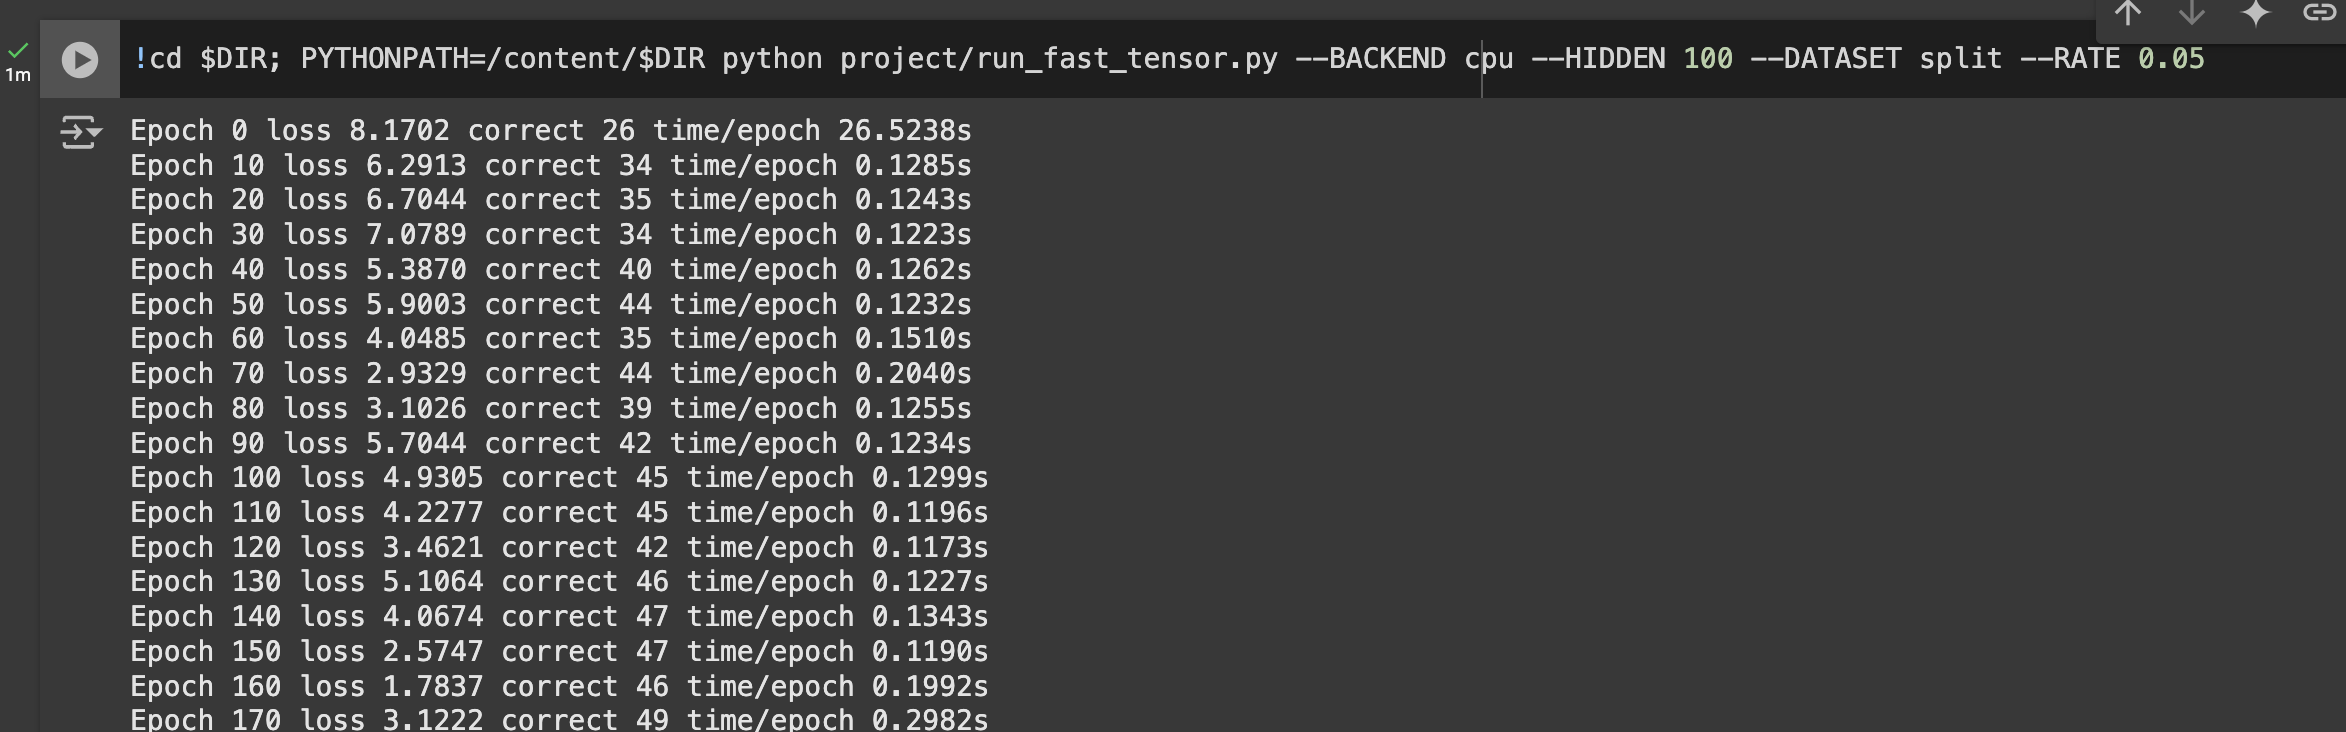 !cd $DIR; PYTHONPATH=/content/$DIR python project/run_fast_tensor.py --BACKEND cpu --HIDDEN 100 --DATASET split --RATE 0.05
1m
Epoch 0 loss 8.1702 correct 26 time/epoch 26.5238s
Epoch 10 loss 6.2913 correct 34 time/epoch 0.1285s
Epoch 20 loss 6.7044 correct 35 time/epoch 0.1243s
Epoch 30 loss 7.0789 correct 34 time/epoch 0.1223s
Epoch 40 loss 5.3870 correct 40 time/epoch 0.1262s
Epoch 50 loss 5.9003 correct 44 time/epoch 0.1232s
Epoch 60 loss 4.0485 correct 35 time/epoch 0.1510s
Epoch 70 loss 2.9329 correct 44 time/epoch 0.2040s
Epoch 80 loss 3.1026 correct 39 time/epoch 0.1255s
Epoch 90 loss 5.7044 correct 42 time/epoch 0.1234s
Epoch 100 loss 4.9305 correct 45 time/epoch 0.1299s
Epoch 110 loss 4.2277 correct 45 time/epoch 0.1196s
Epoch 120 loss 3.4621 correct 42 time/epoch 0.1173s
Epoch 130 loss 5.1064 correct 46 time/epoch 0.1227s
Epoch 140 loss 4.0674 correct 47 time/epoch 0.1343s
Epoch 150 loss 2.5747 correct 47 time/epoch 0.1190s
Epoch 160 loss 1.7837 correct 46 time/epoch 0.1992s
Epoch 170 loss 3.1222 correct 49 time/epoch 0.2982s